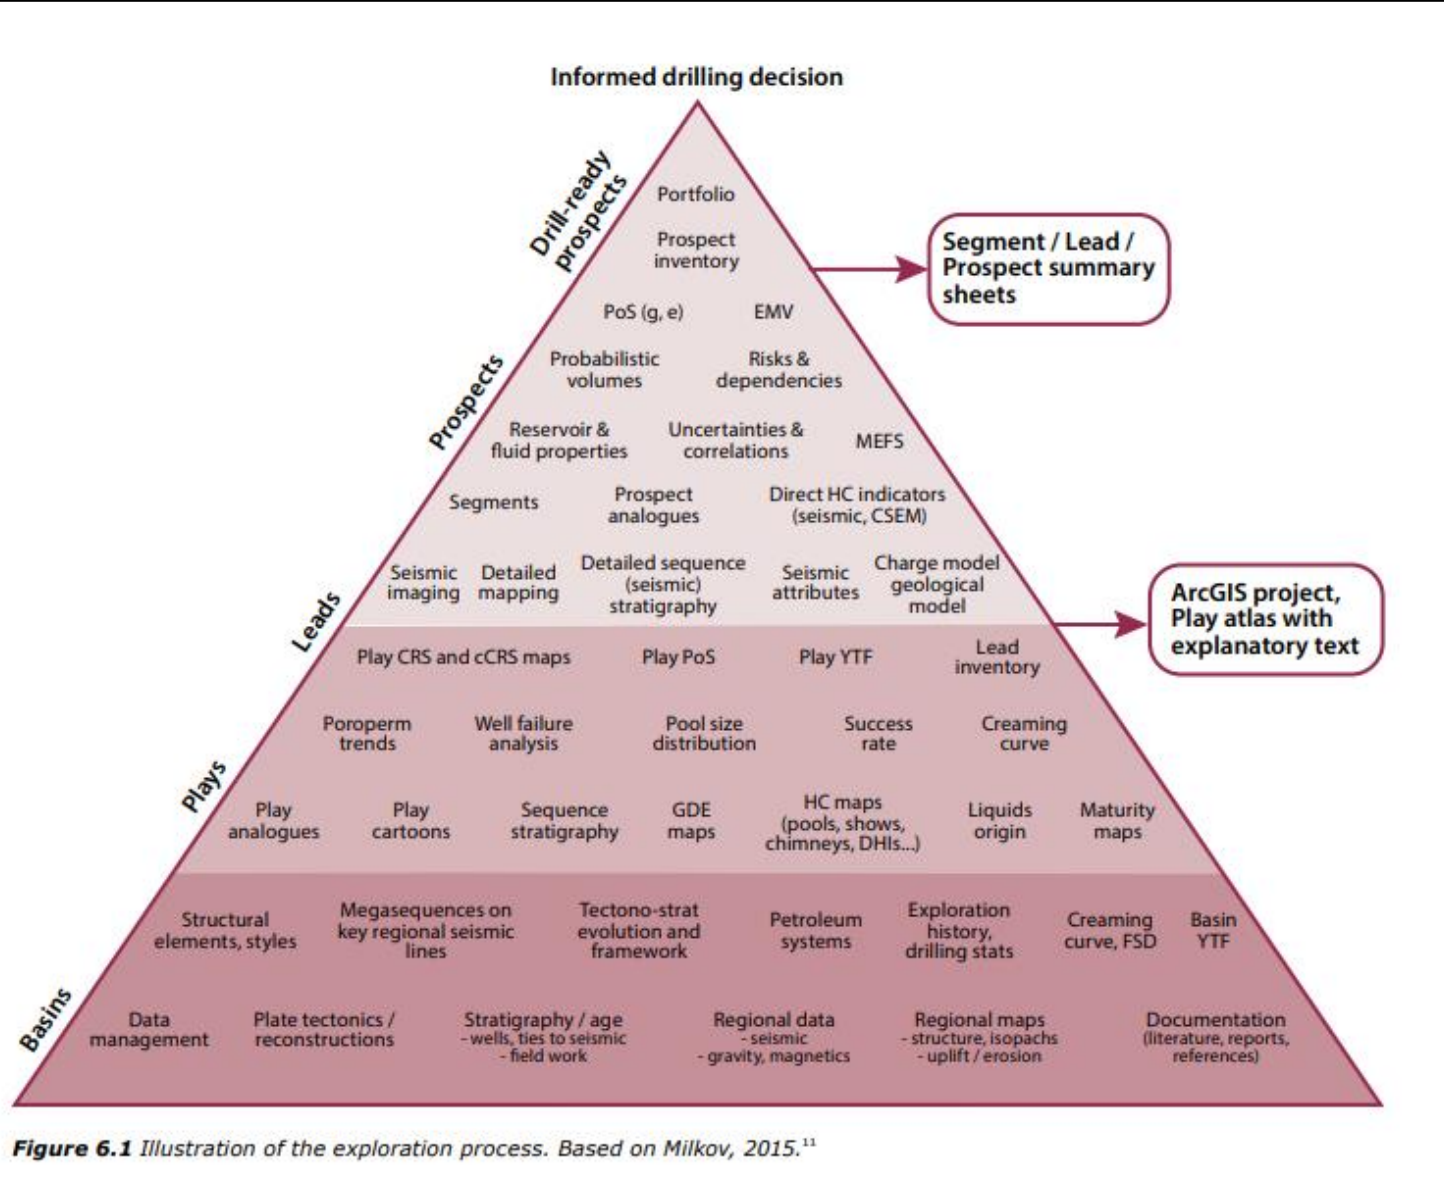 Informed drilling decision
Drill-ready
prospects
Portfolio
Prospect
inventory
Segment / Lead /
Prospect summary
sheets
PoS (g, e)
EMV
Prospects
Probabilistic
volumes
Risks &
dependencies
Reservoir &
fluid properties
Uncertainties &
correlations
MEFS
Segments
Prospect
analogues
Direct HC indicators
(seismic, CSEM)
Leads
Seismic
imaging
Detailed
mapping
Detailed sequence
(seismic)
stratigraphy
Seismic
attributes
Charge model
geological
model
ArcGIS project,
Play atlas with
explanatory text
Play CRS and cCRS maps
Play PoS
Play YTF
Lead
inventory
Poroperm
trends
Well failure
analysis
Pool size
distribution
Success
rate
Creaming
curve
Plays
Play
analogues
Play
cartoons
Sequence
stratigraphy
GDE
maps
HC maps
(pools, shows,
chimneys, DHIs...)
Liquids
origin
Maturity
maps
Structural
elements, styles
Megasequences on
key regional seismic
lines
Tectono-strat
evolution and
framework
Petroleum
systems
Exploration
history,
drilling stats
Creaming
curve, FSD
Basin
YTF
Basins
Data
management
Plate tectonics /
reconstructions
Stratigraphy / age
- wells, ties to seismic
- field work
Regional data
- seismic
- gravity, magnetics
Regional maps
- structure, isopachs
- uplift / erosion
Documentation
(literature, reports,
references)
Figure 6.1 Illustration of the exploration process. Based on Milkov, 2015.¹¹